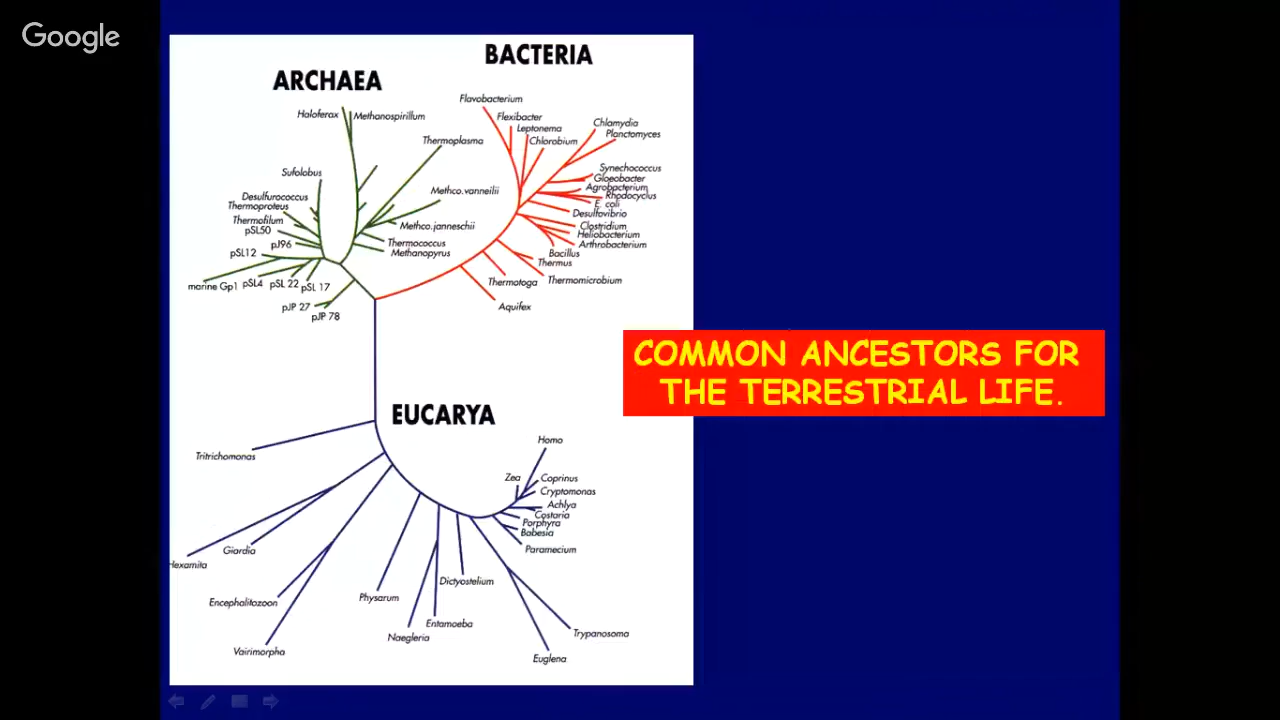 Google
BACTERIA
ARCHAEA
Flavobacterium
Haloferax
Methanospirillum
Flexibacter
Leptonema
Chlorobium
Chlamydia
Planctomyces
Thermoplasma
Sufolobus
Synechococcus
Gloeobacter
Agrobacterium
Rhodocyclus
E. coli
Desulfovibrio
Clostridium
Heliobacterium
Arthrobacterium
Bacillus
Thermus
Thermomicrobium
Thermotoga
Aquifex
Desulfurococcus
Thermoproteus
Thermofilum
pSL50
pJ96
pSL12
marine Gp1
pSL4
pSL 22
pSL 17
pJP 27
pJP 78
Methco.vanneilii
Methco.janneschii
Thermococcus
Methanopyrus
COMMON ANCESTORS FOR
THE TERRESTRIAL LIFE.
EUCARYA
Homo
Tritrichomonas
Zea
Coprinus
Cryptomonas
Achlya
Costaria
Porphyra
Babesia
Paramecium
Giardia
Hexamita
Encephalitozoon
Vairimorpha
Physarum
Dictyostelium
Entamoeba
Naegleria
Trypanosoma
Euglena